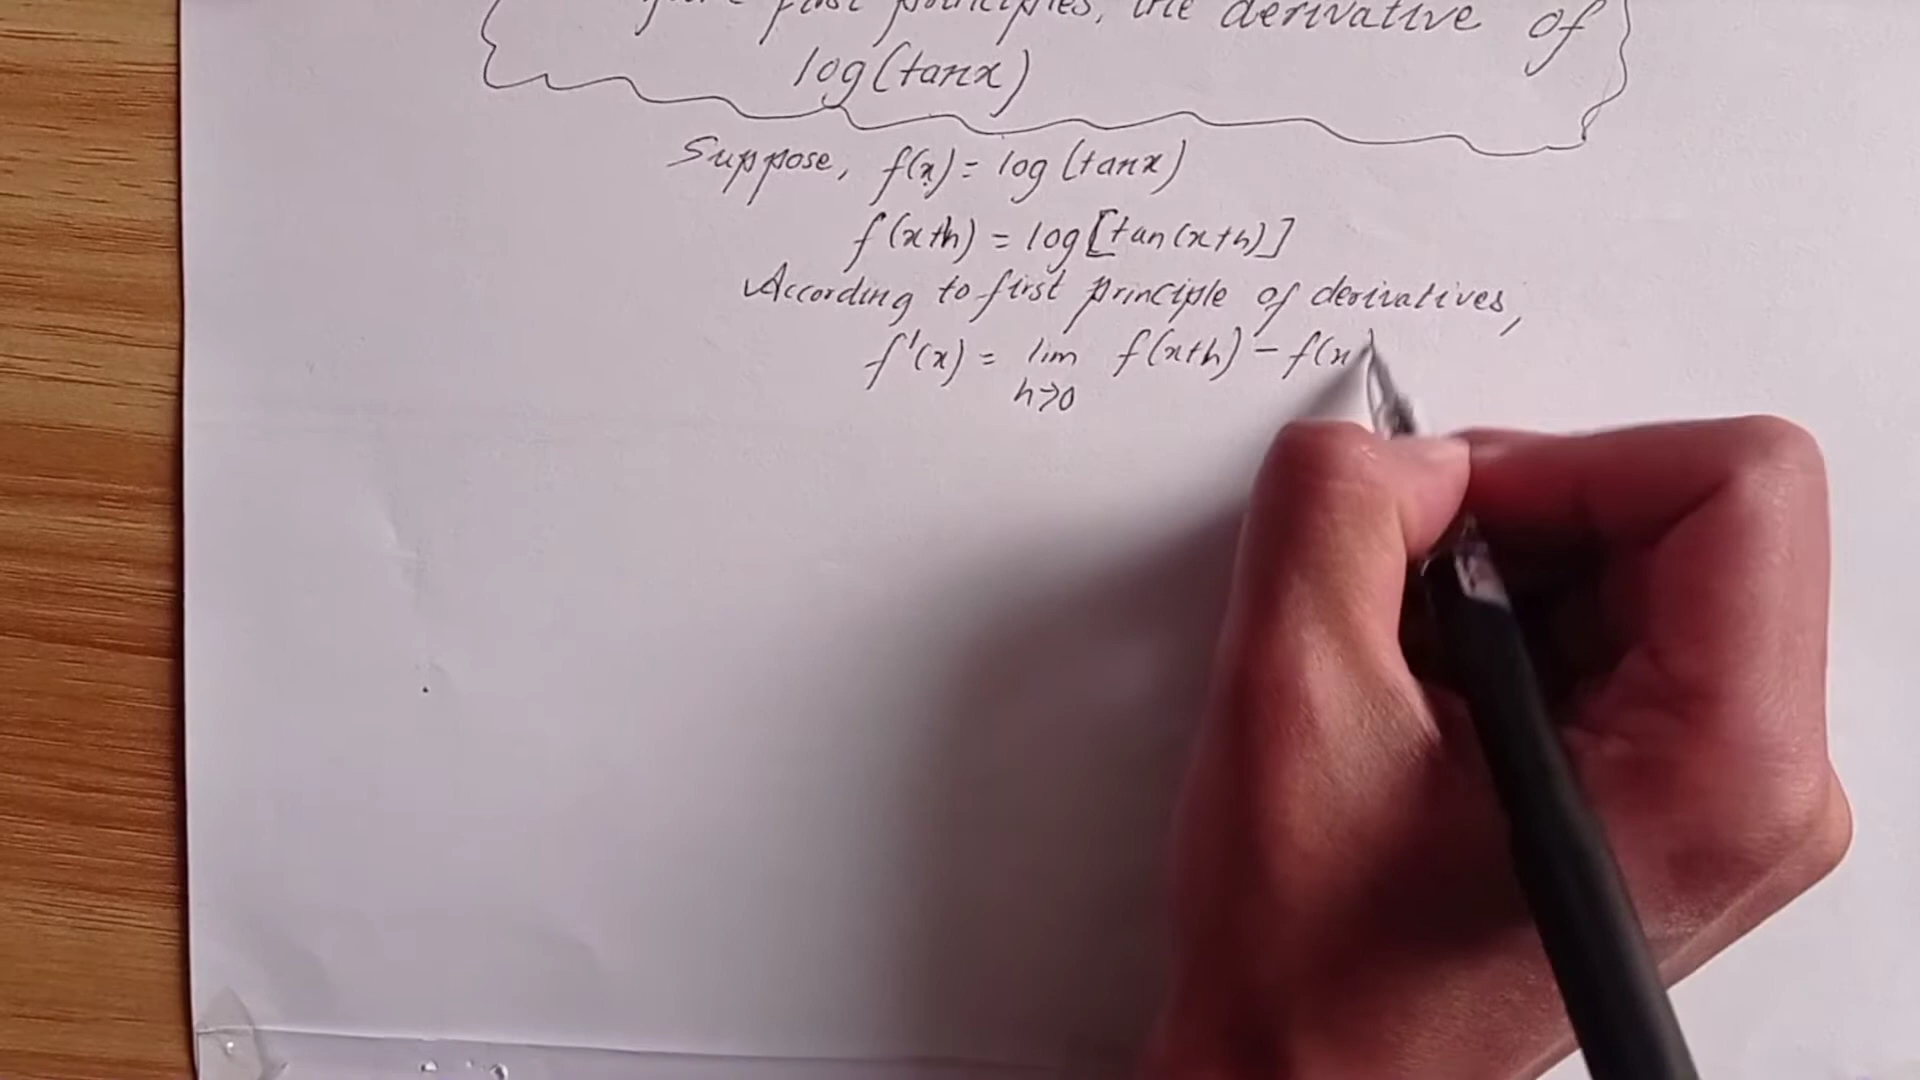 first principles, the derivative of
log(tanx)
Suppose, f(x) = log(tanx)
f(x+h) = log[tan(x+h)]
According to first principle of derivatives,
f'(x) = lim f(x+h) - f(x)
h→0